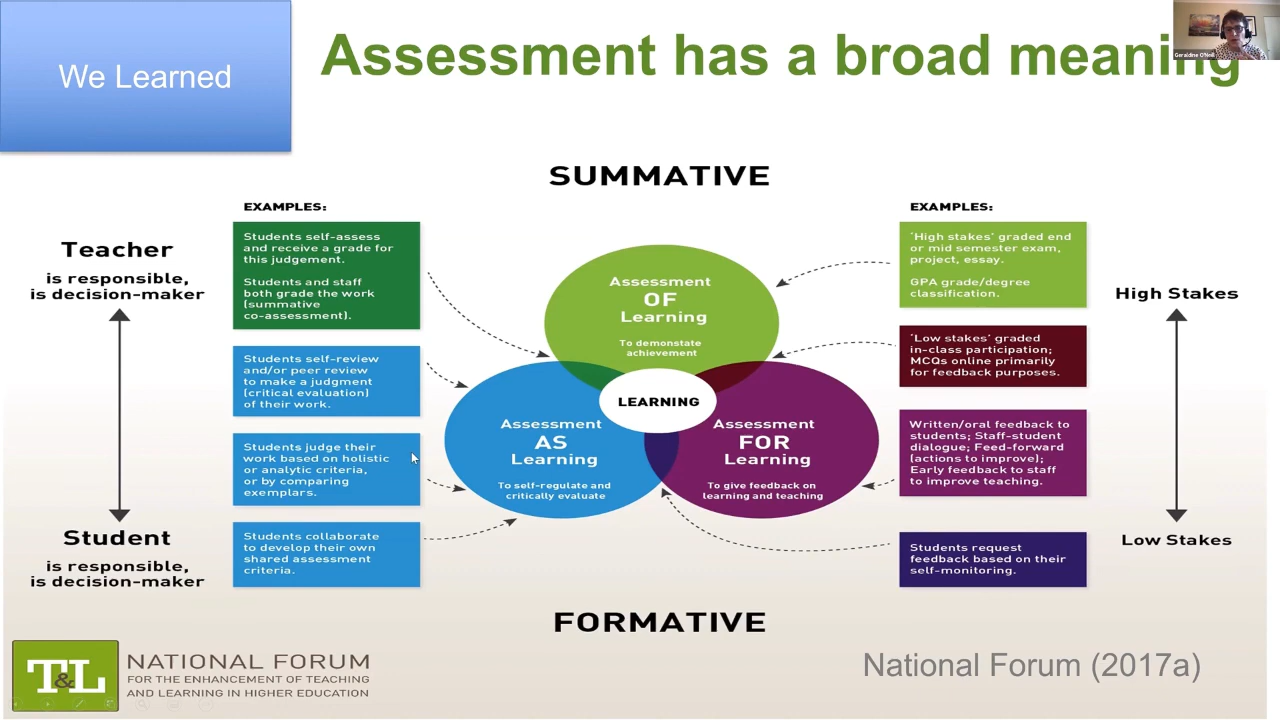 We Learned
Assessment has a broad meaning
Geraldine O'Neill
SUMMATIVE
Teacher
is responsible,
is decision-maker
Student
is responsible,
is decision-maker
EXAMPLES:
Students self-assess
and receive a grade for
this judgement.
Students and staff
both grade the work
(summative
co-assessment).
Students self-review
and/or peer review
to make a judgment
(critical evaluation)
of their work.
Students judge their
work based on holistic
or analytic criteria,
or by comparing
exemplars.
Students collaborate
to develop their own
shared assessment
criteria.
Assessment
OF
Learning
To demonstate
achievement
LEARNING
Assessment
AS
Learning
To self-regulate and
critically evaluate
Assessment
FOR
Learning
To give feedback on
learning and teaching
EXAMPLES:
'High stakes' graded end
or mid semester exam,
project, essay.
GPA grade/degree
classification.
'Low stakes' graded
in-class participation;
MCQs online primarily
for feedback purposes.
Written/oral feedback to
students; Staff-student
dialogue; Feed-forward
(actions to improve);
Early feedback to staff
to improve teaching.
Students request
feedback based on their
self-monitoring.
High Stakes
Low Stakes
FORMATIVE
T&L
NATIONAL FORUM
FOR THE ENHANCEMENT OF TEACHING
AND LEARNING IN HIGHER EDUCATION
National Forum (2017a)